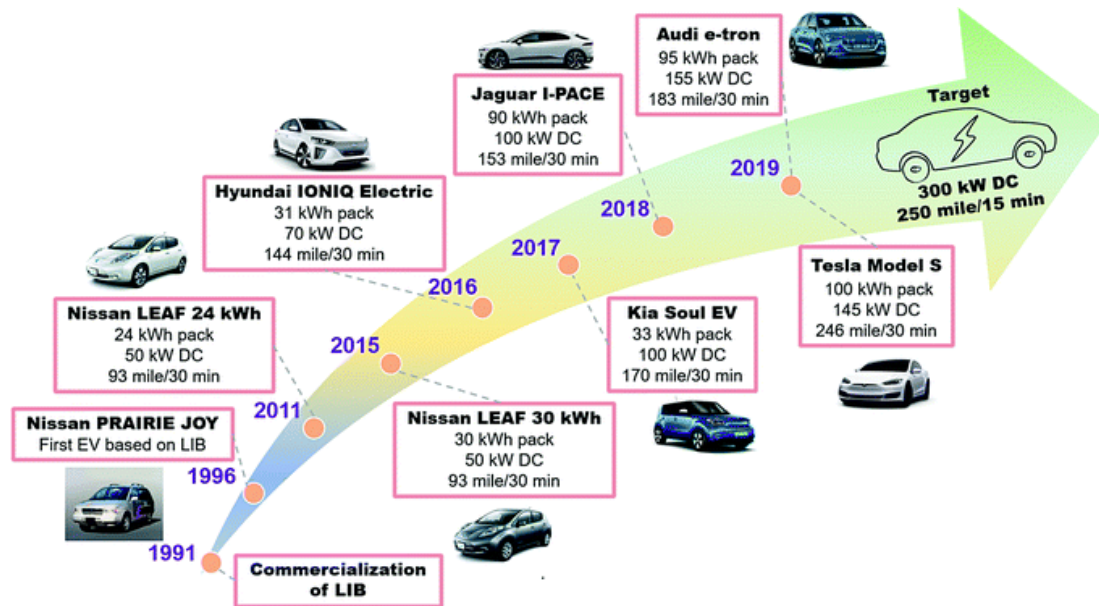 Audi e-tron
95 kWh pack
155 kW DC
183 mile/30 min
Jaguar I-PACE
90 kWh pack
100 kW DC
153 mile/30 min
Target
300 kW DC
250 mile/15 min
Hyundai IONIQ Electric
31 kWh pack
70 kW DC
144 mile/30 min
2019
2018
2017
2016
Tesla Model S
100 kWh pack
145 kW DC
246 mile/30 min
Nissan LEAF 24 kWh
24 kWh pack
50 kW DC
93 mile/30 min
Kia Soul EV
33 kWh pack
100 kW DC
170 mile/30 min
2015
2011
Nissan PRAIRIE JOY
First EV based on LIB
Nissan LEAF 30 kWh
30 kWh pack
50 kW DC
93 mile/30 min
1996
1991
Commercialization
of LIB